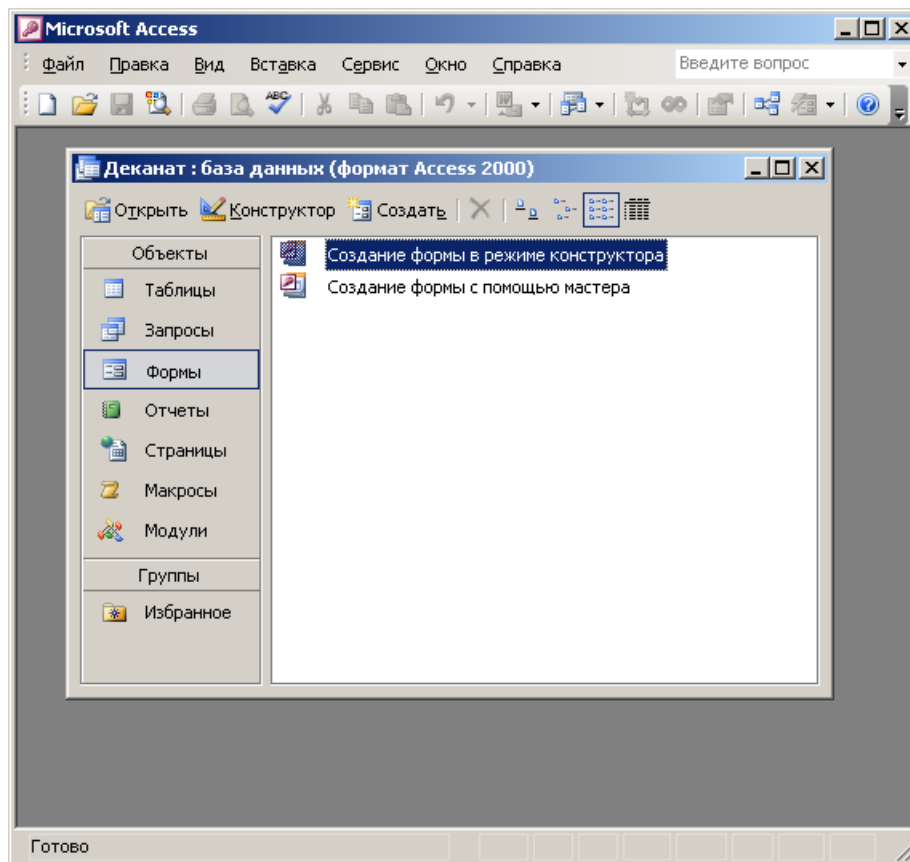 Microsoft Access
Файл Правка Вид Вставка Сервис Окно Справка Введите вопрос
ABC
Деканат : база данных (формат Access 2000)
Открыть Конструктор Создать
Объекты
Таблицы
Запросы
Формы
Отчеты
Страницы
Макросы
Модули
Группы
Избранное
Создание формы в режиме конструктора
Создание формы с помощью мастера
Готово